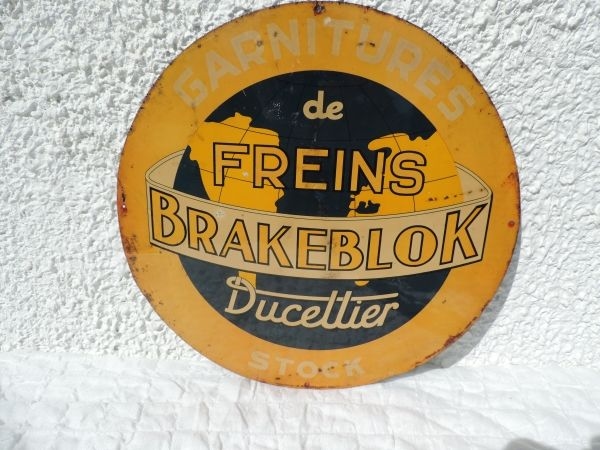 GARNITURES
de
FREINS
BRAKEBLOK
Ducellier
STOCK